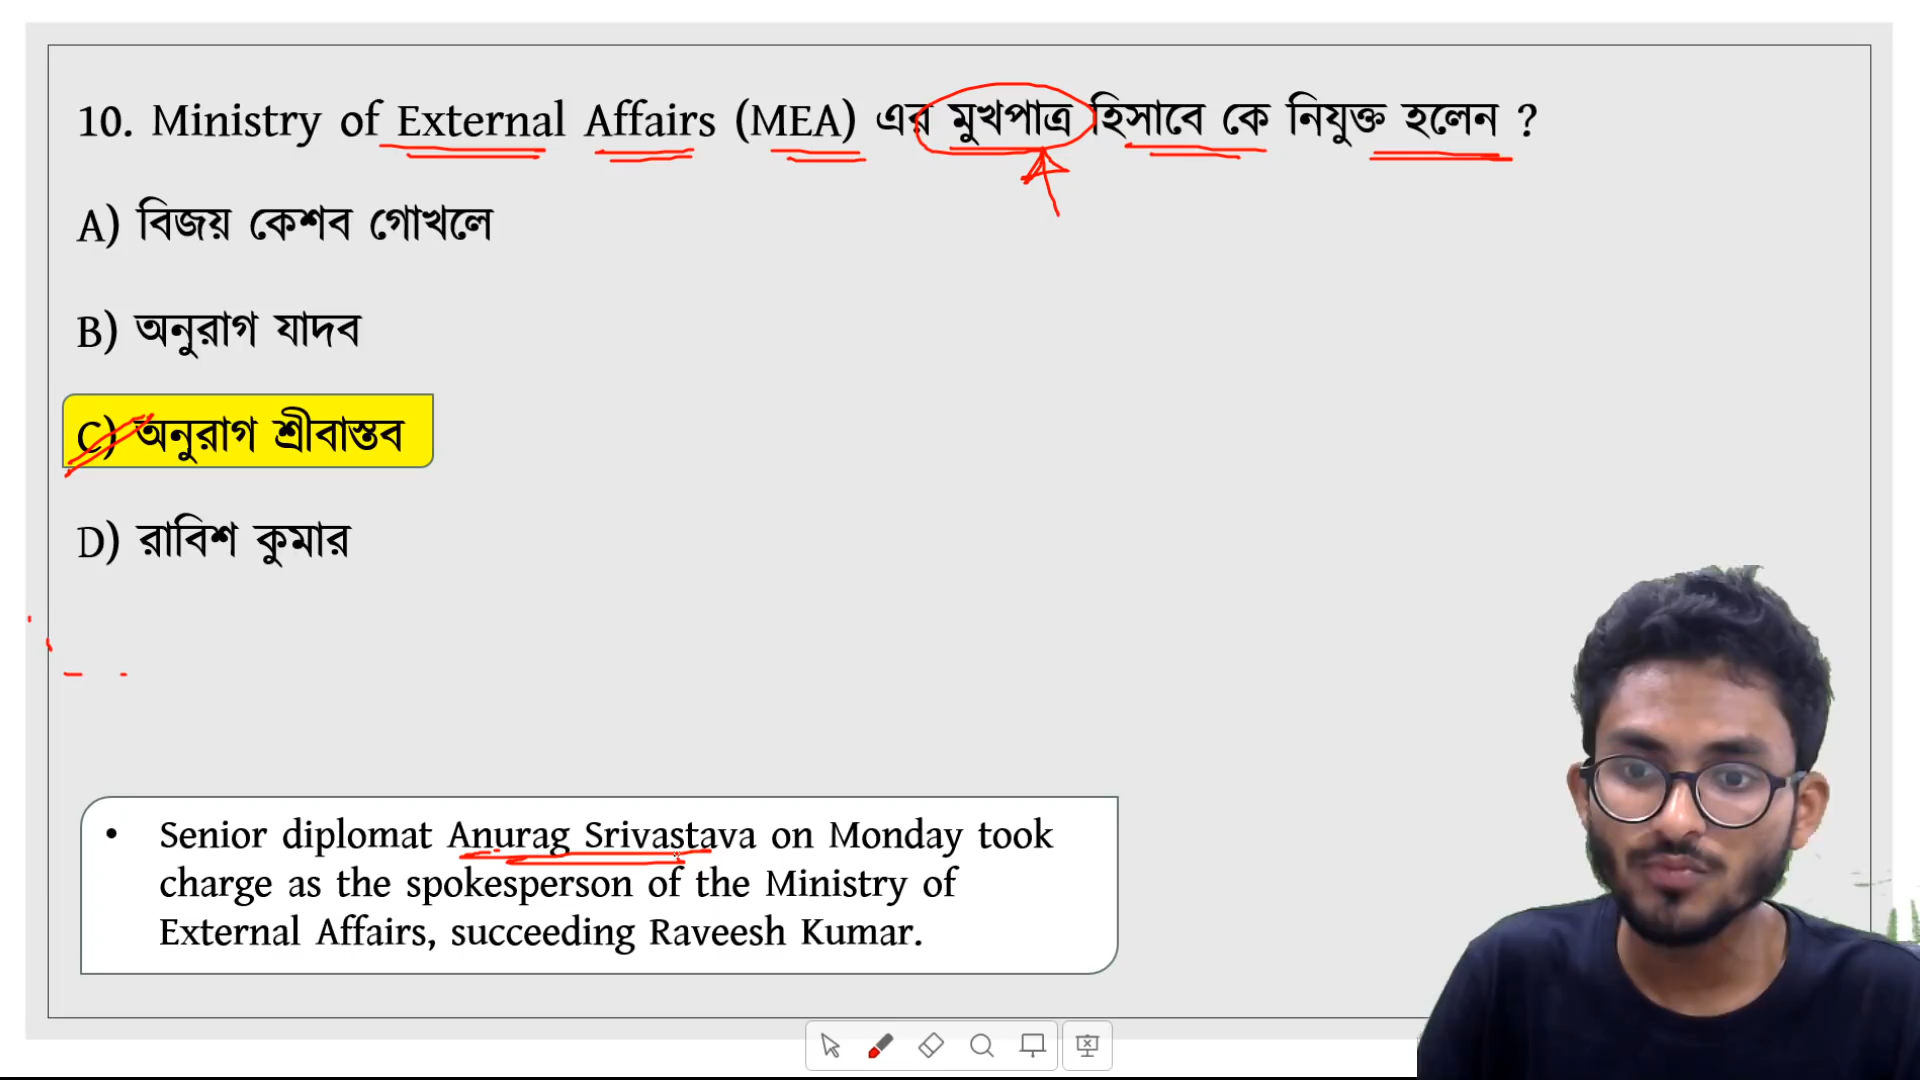 10. Ministry of External Affairs (MEA) এর মুখপাত্র হিসাবে কে নিযুক্ত হলেন ?
A) বিজয় কেশব গোখলে
B) অনুরাগ যাদব
C) অনুরাগ শ্রীবাস্তব
D) রাবিশ কুমার
• Senior diplomat Anurag Srivastava on Monday took
charge as the spokesperson of the Ministry of
External Affairs, succeeding Raveesh Kumar.